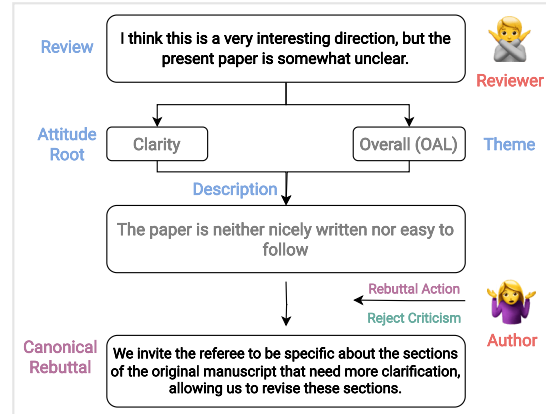 Review
I think this is a very interesting direction, but the
present paper is somewhat unclear.
Reviewer
Attitude
Root
Clarity
Overall (OAL)
Theme
Description
The paper is neither nicely written nor easy to
follow
Rebuttal Action
Reject Criticism
Author
Canonical
Rebuttal
We invite the referee to be specific about the sections
of the original manuscript that need more clarification,
allowing us to revise these sections.